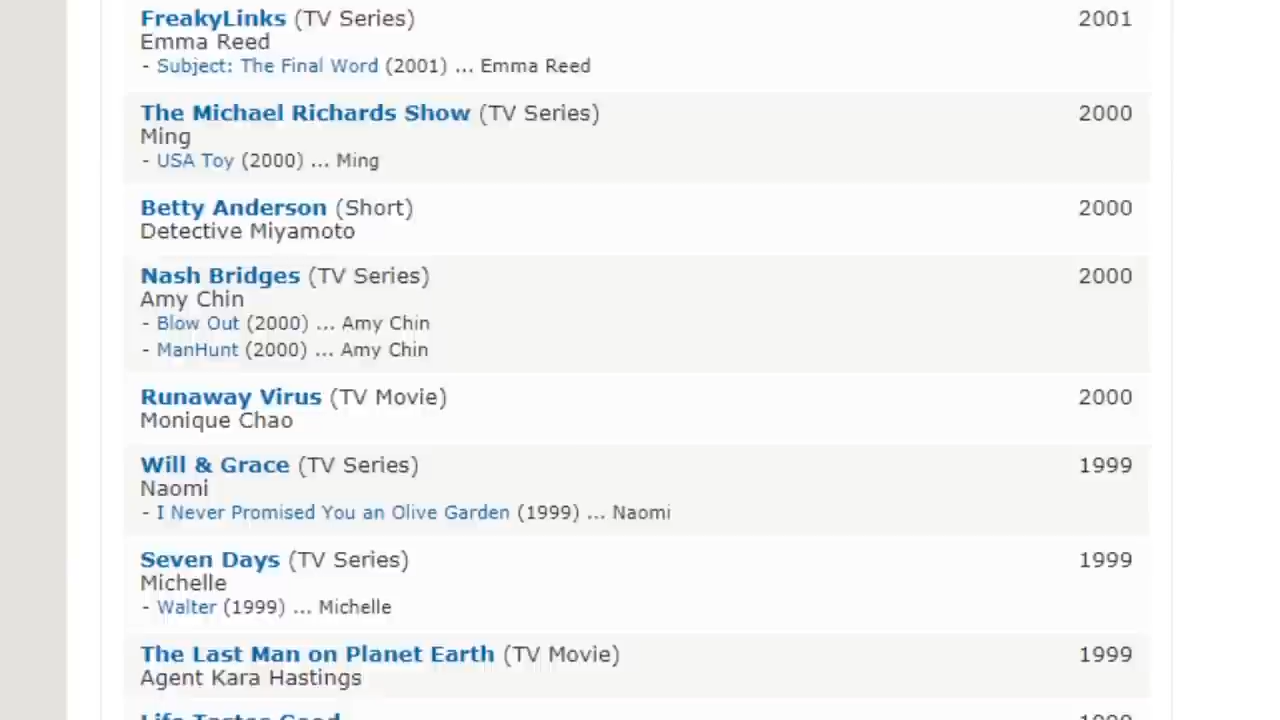 FreakyLinks (TV Series) 2001
Emma Reed
- Subject: The Final Word (2001) ... Emma Reed
The Michael Richards Show (TV Series) 2000
Ming
- USA Toy (2000) ... Ming
Betty Anderson (Short) 2000
Detective Miyamoto
Nash Bridges (TV Series) 2000
Amy Chin
- Blow Out (2000) ... Amy Chin
- ManHunt (2000) ... Amy Chin
Runaway Virus (TV Movie) 2000
Monique Chao
Will & Grace (TV Series) 1999
Naomi
- I Never Promised You an Olive Garden (1999) ... Naomi
Seven Days (TV Series) 1999
Michelle
- Walter (1999) ... Michelle
The Last Man on Planet Earth (TV Movie) 1999
Agent Kara Hastings
Life Tastes Good